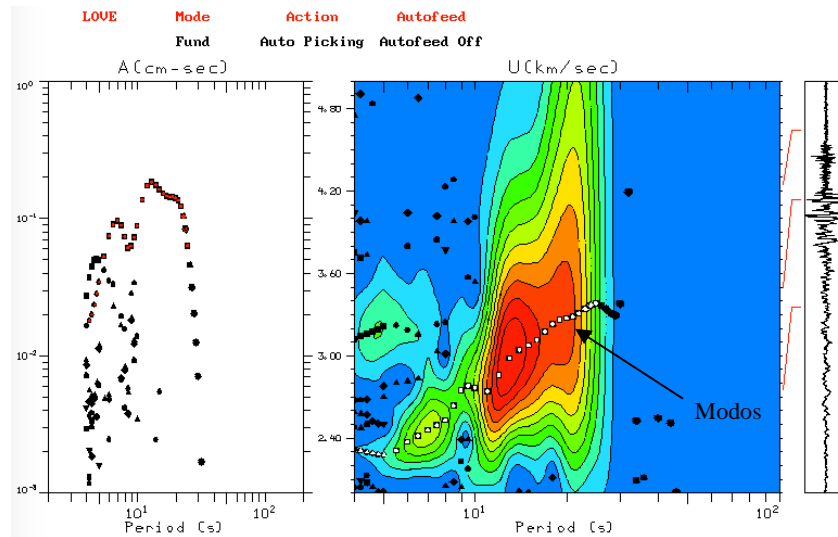 LOVE Mode Action Autofeed
Fund Auto Picking Autofeed Off
A(cm-sec) U(km/sec)
10⁰
10⁻¹
10⁻²
10⁻³
4.80
4.20
3.60
3.00
2.40
Modos
10¹ 10² 10¹ 10²
Period (s) Period (s)